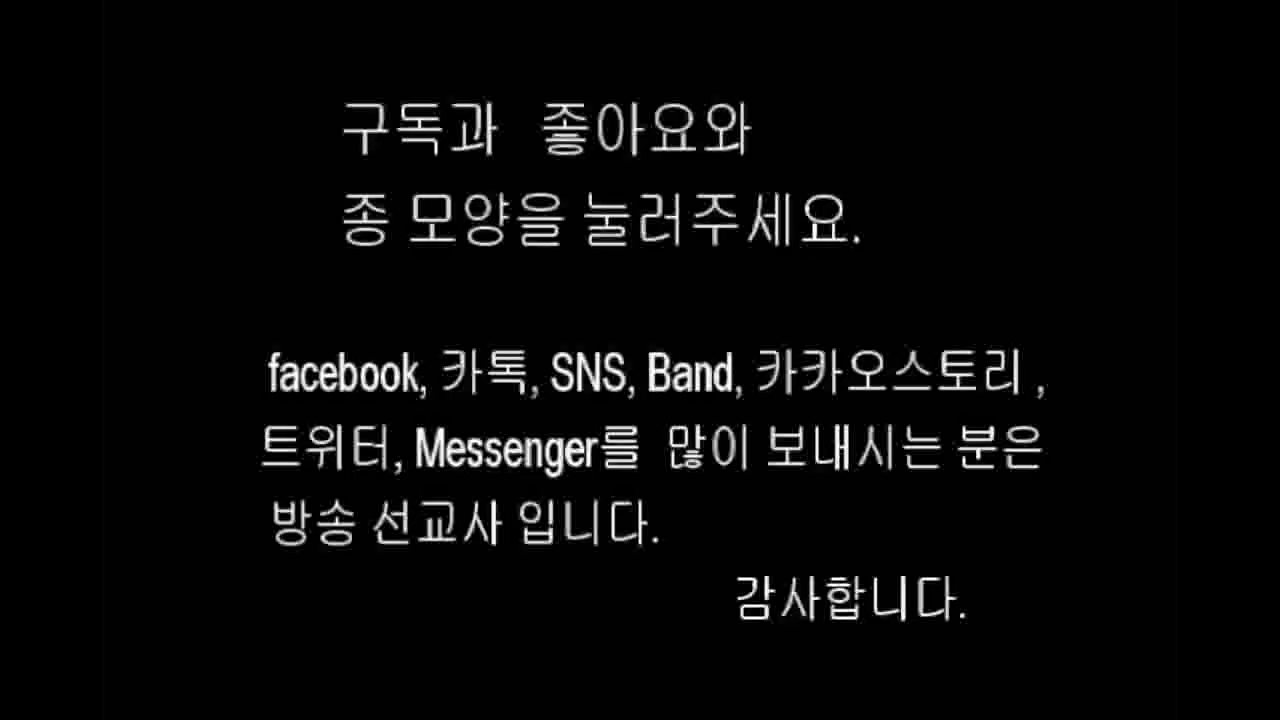 구독과 좋아요와
종 모양을 눌러주세요.
facebook, 카톡, SNS, Band, 카카오스토리 ,
트위터, Messenger를 많이 보내시는 분은
방송 선교사 입니다.
감사합니다.